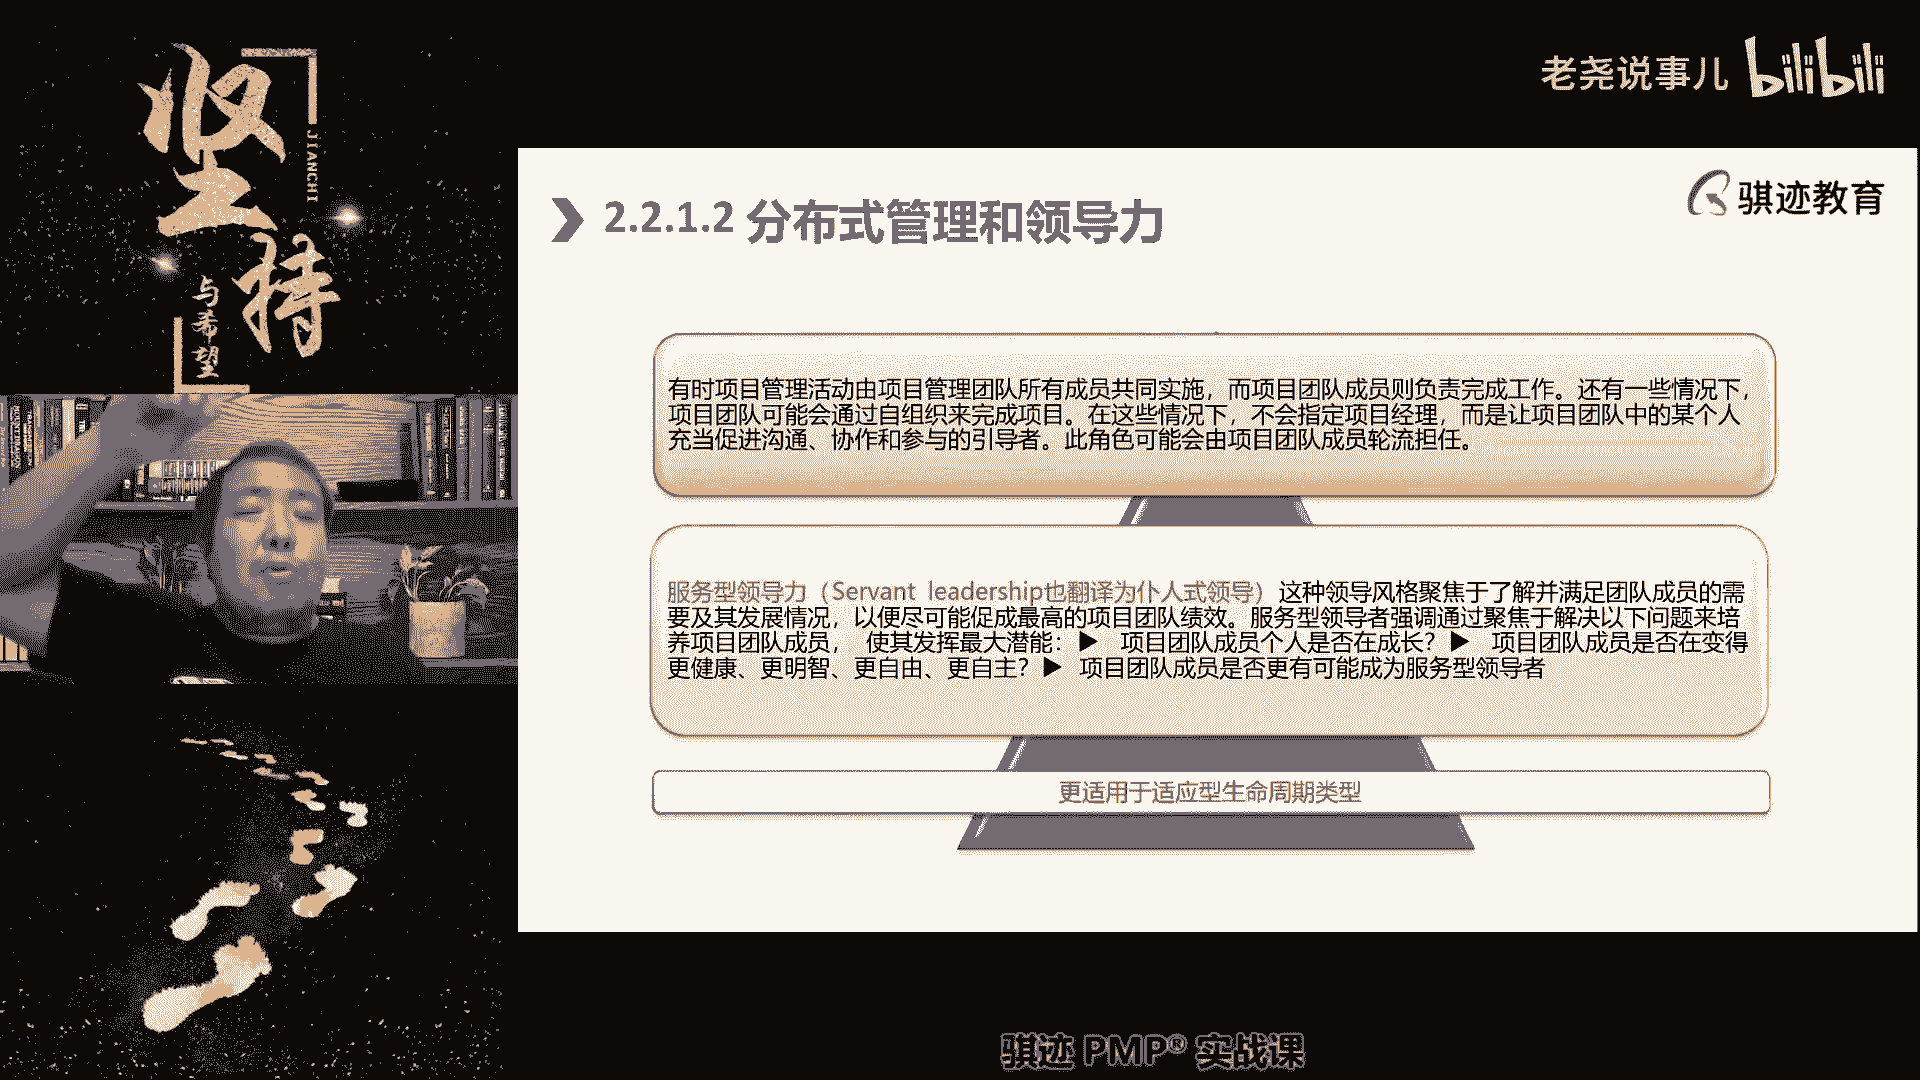 坚持
JIANCHI
与希望
老尧说事儿 bilibili
骐迹教育
2.2.1.2 分布式管理和领导力
有时项目管理活动由项目管理团队所有成员共同实施，而项目团队成员则负责完成工作。还有一些情况下，
项目团队可能会通过自组织来完成项目。在这些情况下，不会指定项目经理，而是让项目团队中的某个人
充当促进沟通、协作和参与的引导者。此角色可能会由项目团队成员轮流担任。
服务型领导力（Servant leadership也翻译为仆人式领导）这种领导风格聚焦于了解并满足团队成员的需
要及其发展情况，以便尽可能促成最高的项目团队绩效。服务型领导者强调通过聚焦于解决以下问题来培
养项目团队成员， 使其发挥最大潜能：▶ 项目团队成员个人是否在成长？▶ 项目团队成员是否在变得
更健康、更明智、更自由、更自主？▶ 项目团队成员是否更有可能成为服务型领导者
更适用于适应型生命周期类型
骐迹 PMP® 实战课